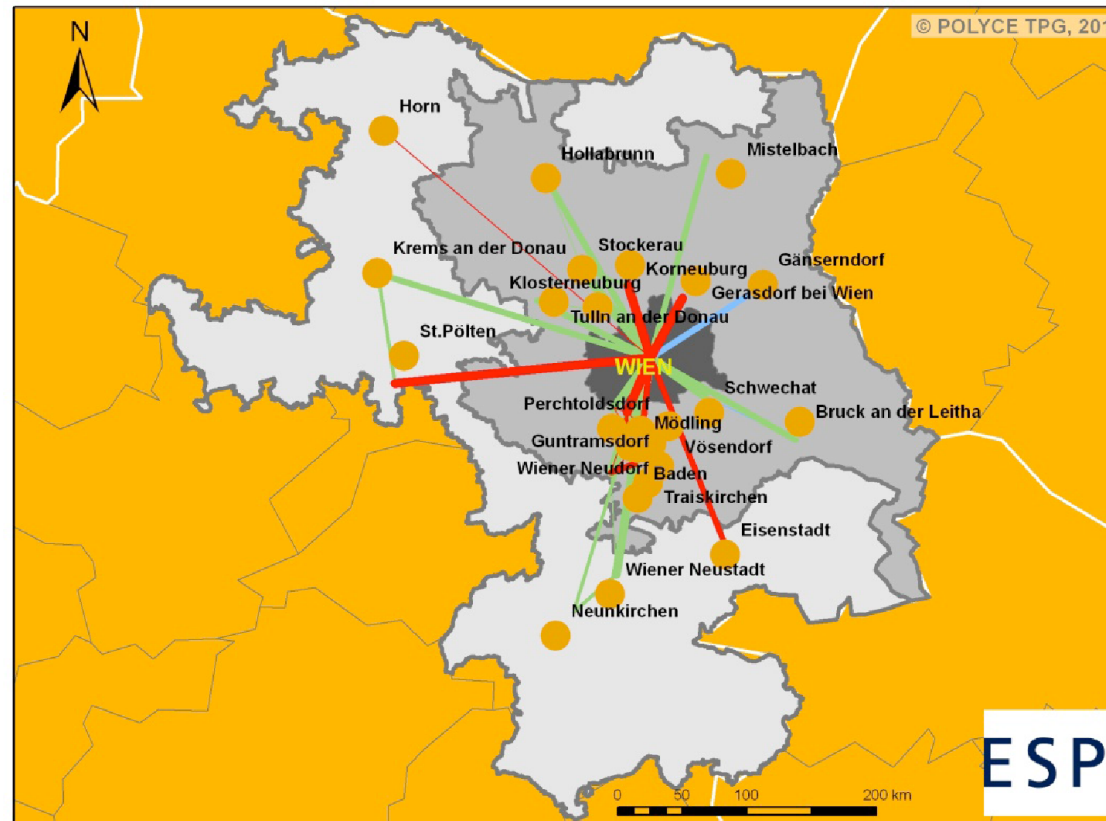 © POLYCE TPG, 201
N
Horn
Hollabrunn
Mistelbach
Krems an der Donau
Stockerau
Gänserndorf
Korneuburg
Klosterneuburg
Gerasdorf bei Wien
Tulln an der Donau
St.Pölten
WIEN
Schwechat
Perchtoldsdorf
Bruck an der Leitha
Mödling
Guntramsdorf
Vösendorf
Wiener Neudorf
Baden
Traiskirchen
Eisenstadt
Wiener Neustadt
Neunkirchen
ESP
0 50 100 200 km